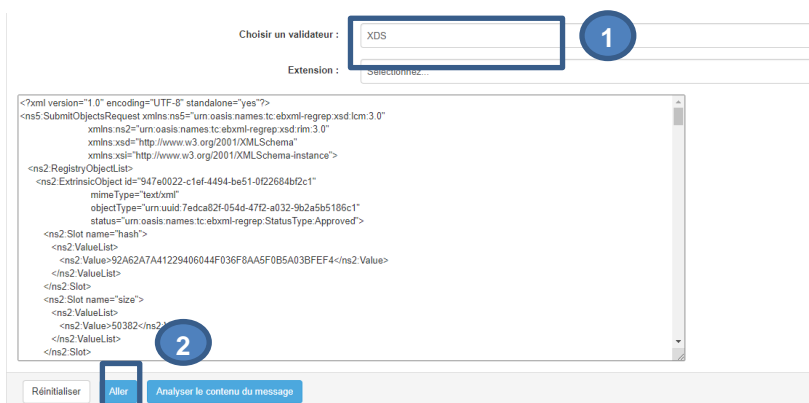 Choisir un validateur :
XDS
1
Extension :
Sélectionnez...
<?xml version="1.0" encoding="UTF-8" standalone="yes"?>
<ns5:SubmitObjectsRequest xmlns:ns5="urn:oasis:names:tc:ebxml-regrep:xsd:lcm:3.0"
xmlns:ns2="urn:oasis:names:tc:ebxml-regrep:xsd:rim:3.0"
xmlns:xsd="http://www.w3.org/2001/XMLSchema"
xmlns:xsi="http://www.w3.org/2001/XMLSchema-instance">
<ns2:RegistryObjectList>
<ns2:ExtrinsicObject id="947e0022-c1ef-4494-be51-0f22684bf2c1"
mimeType="text/xml"
objectType="urn:uuid:7edca82f-054d-47f2-a032-9b2a5b5186c1"
status="urn:oasis:names:tc:ebxml-regrep:StatusType:Approved">
<ns2:Slot name="hash">
<ns2:ValueList>
<ns2:Value>92A62A7A41229406044F036F8AA5F0B5A03BFEF4</ns2:Value>
</ns2:ValueList>
</ns2:Slot>
<ns2:Slot name="size">
<ns2:ValueList>
<ns2:Value>50382</ns2:
</ns2:ValueList>
</ns2:Slot>
2
Réinitialiser
Aller
Analyser le contenu du message